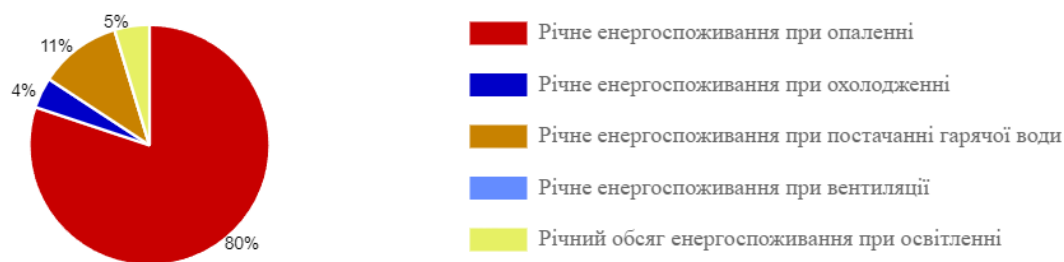 5%
11%
4%
80%
Річне енергоспоживання при опаленні
Річне енергоспоживання при охолодженні
Річне енергоспоживання при постачанні гарячої води
Річне енергоспоживання при вентиляції
Річний обсяг енергоспоживання при освітленні